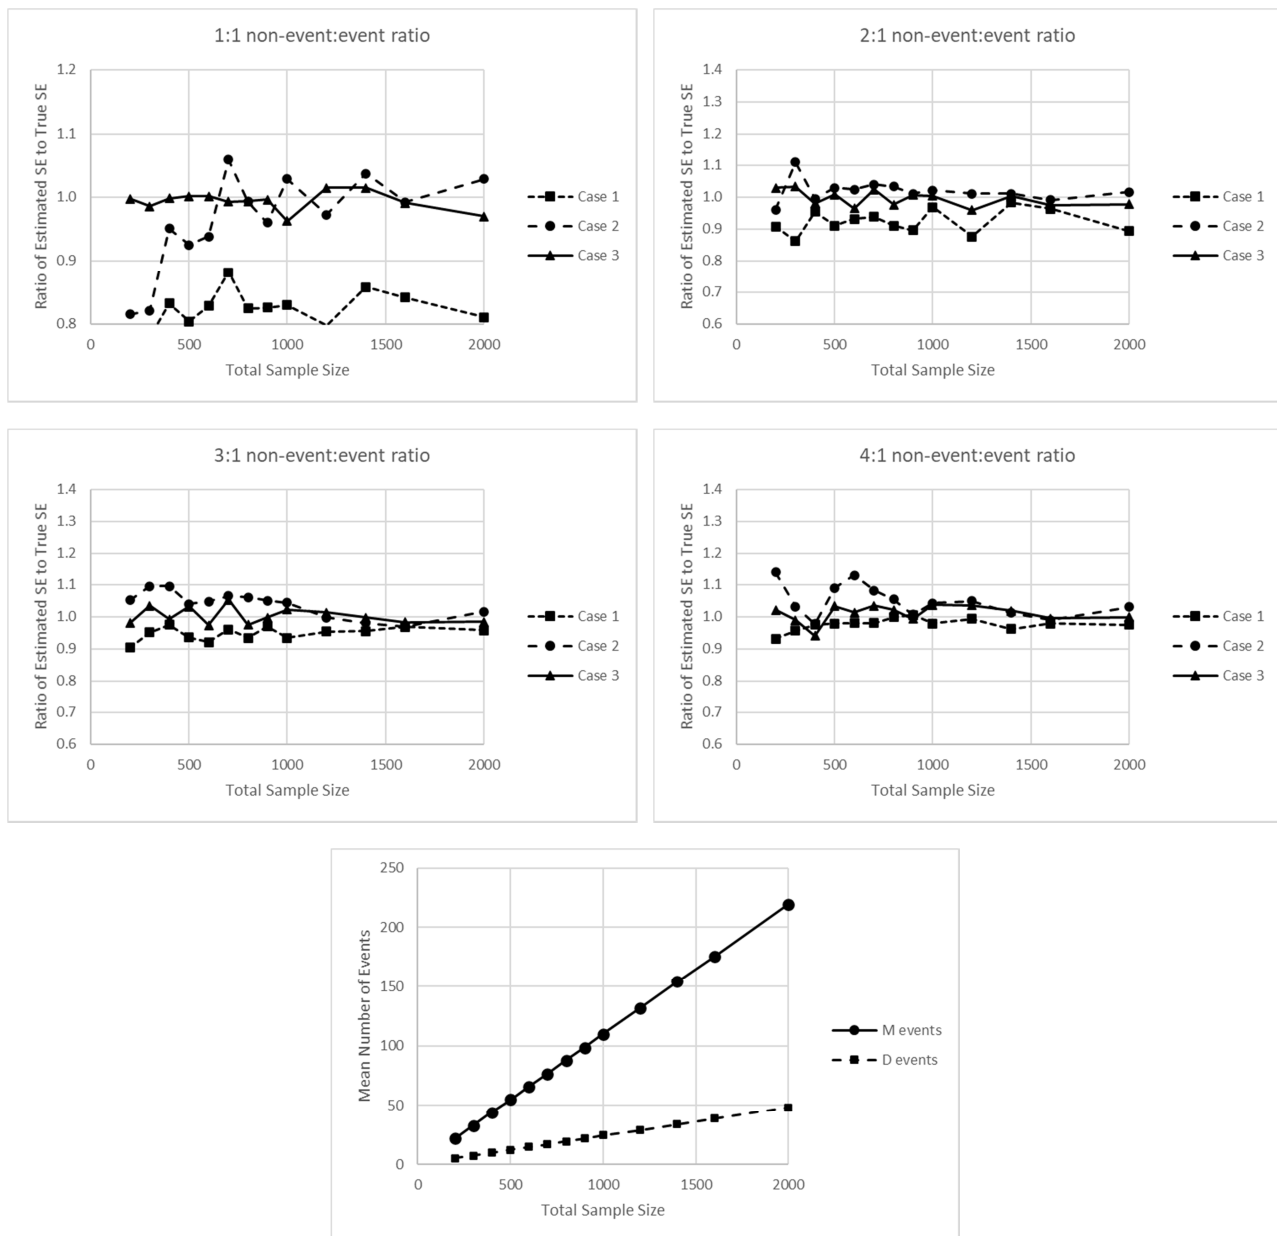 1:1 non-event:event ratio
Ratio of Estimated SE to True SE
1.2
1.1
1.0
0.9
0.8
0
500
1000
1500
2000
Total Sample Size
Case 1
Case 2
Case 3
2:1 non-event:event ratio
Ratio of Estimated SE to True SE
1.4
1.3
1.2
1.1
1.0
0.9
0.8
0.7
0.6
0
500
1000
1500
2000
Total Sample Size
Case 1
Case 2
Case 3
3:1 non-event:event ratio
Ratio of Estimated SE to True SE
1.4
1.3
1.2
1.1
1.0
0.9
0.8
0.7
0.6
0
500
1000
1500
2000
Total Sample Size
Case 1
Case 2
Case 3
4:1 non-event:event ratio
Ratio of Estimated SE to True SE
1.4
1.3
1.2
1.1
1.0
0.9
0.8
0.7
0.6
0
500
1000
1500
2000
Total Sample Size
Case 1
Case 2
Case 3
Mean Number of Events
250
200
150
100
50
0
0
500
1000
1500
2000
Total Sample Size
M events
D events